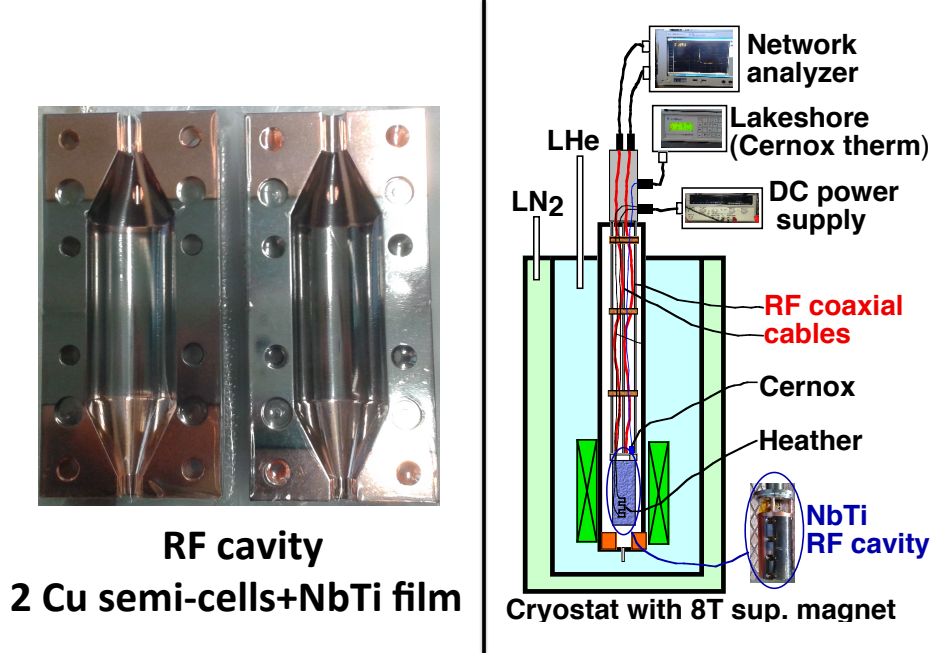 RF cavity
2 Cu semi-cells+NbTi film
Network
analyzer
Lakeshore
(Cernox therm)
LHe
DC power
supply
LN2
RF coaxial
cables
Cernox
Heather
NbTi
RF cavity
Cryostat with 8T sup. magnet